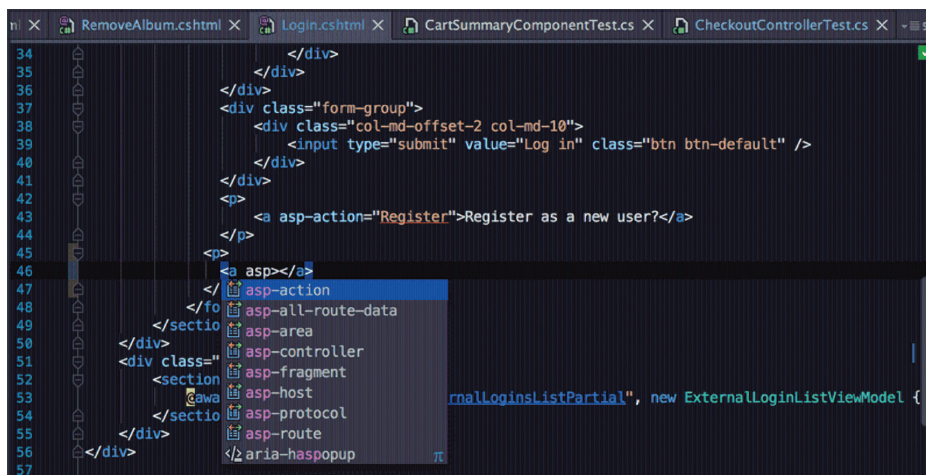 nl RemoveAlbum.cshtml Login.cshtml CartSummaryComponentTest.cs CheckoutControllerTest.cs
34 </div>
35 </div>
36 </div>
37 <div class="form-group">
38 <div class="col-md-offset-2 col-md-10">
39 <input type="submit" value="Log in" class="btn btn-default" />
40 </div>
41 </div>
42 <p>
43 <a asp-action="Register">Register as a new user?</a>
44 </p>
45 <p>
46 <a asp></a>
47 </
asp-action
48 </fo
asp-all-route-data
49 </sectio
asp-area
50 </div>
asp-controller
51 <div class="
asp-fragment
52 <section
asp-host
53 @awa rnalLoginsListPartial", new ExternalLoginListViewModel {
asp-protocol
54 </sectio
asp-route
55 </div>
aria-haspopup π
56 </div>
57